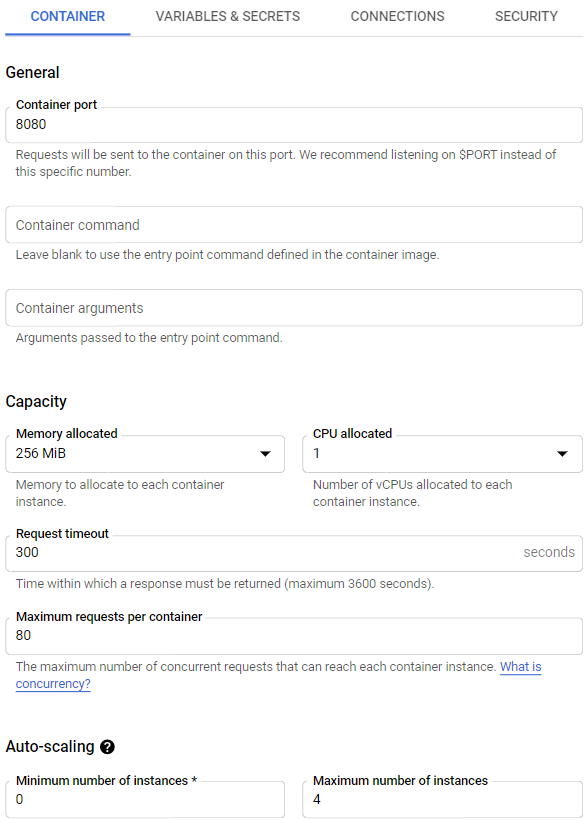 CONTAINER VARIABLES & SECRETS CONNECTIONS SECURITY
General
Container port
8080
Requests will be sent to the container on this port. We recommend listening on $PORT instead of
this specific number.
Container command
Leave blank to use the entry point command defined in the container image.
Container arguments
Arguments passed to the entry point command.
Capacity
Memory allocated
256 MiB
Memory to allocate to each container
instance.
CPU allocated
1
Number of vCPUs allocated to each
container instance.
Request timeout
300 seconds
Time within which a response must be returned (maximum 3600 seconds).
Maximum requests per container
80
The maximum number of concurrent requests that can reach each container instance. What is
concurrency?
Auto-scaling ?
Minimum number of instances *
0
Maximum number of instances
4